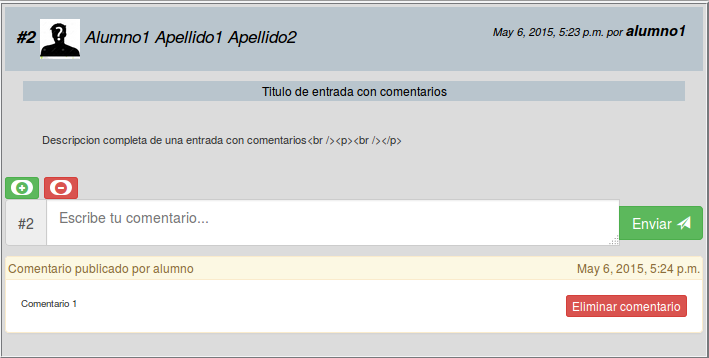 #2 Alumno1 Apellido1 Apellido2
May 6, 2015, 5:23 p.m. por alumno1
Titulo de entrada con comentarios
Descripcion completa de una entrada con comentarios<br /><p><br /></p>
#2 Escribe tu comentario... Enviar
Comentario publicado por alumno May 6, 2015, 5:24 p.m.
Comentario 1 Eliminar comentario